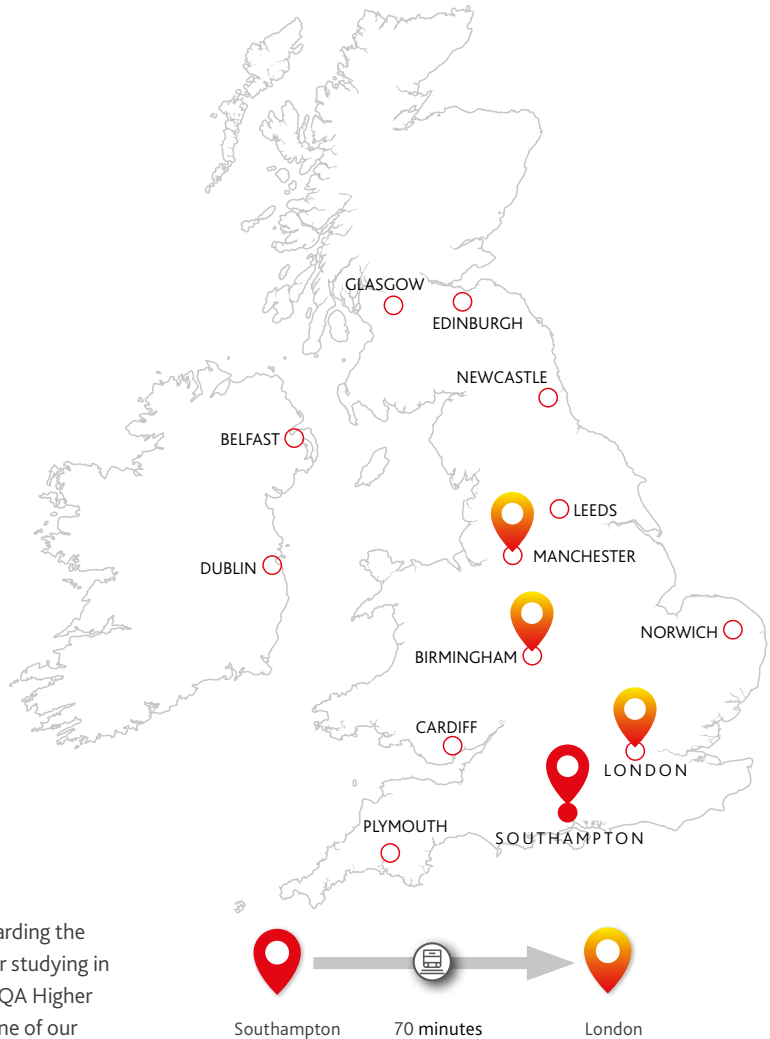 GLASGOW
EDINBURGH
NEWCASTLE
BELFAST
LEEDS
MANCHESTER
DUBLIN
NORWICH
BIRMINGHAM
CARDIFF
LONDON
PLYMOUTH
SOUTHAMPTON
arding the
r studying in
QA Higher
ne of our
Southampton 70 minutes London